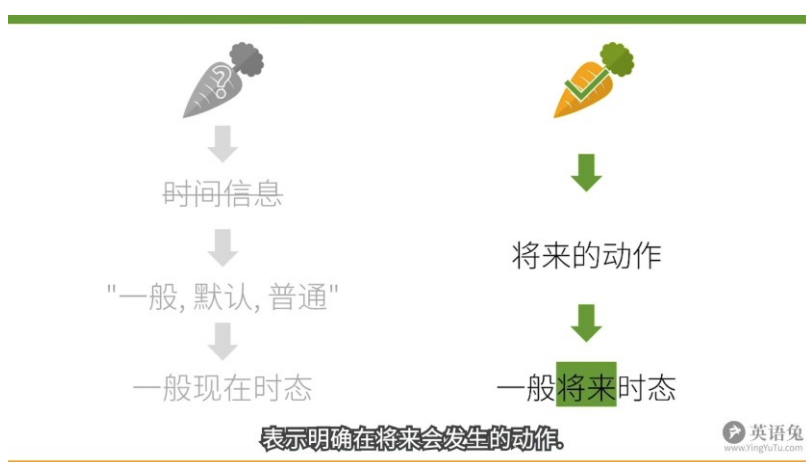 ?
时间信息
"一般, 默认, 普通"
一般现在时态
将来的动作
一般将来时态
表示明确在将来会发生的动作.
英语兔
www.YingYuTu.com